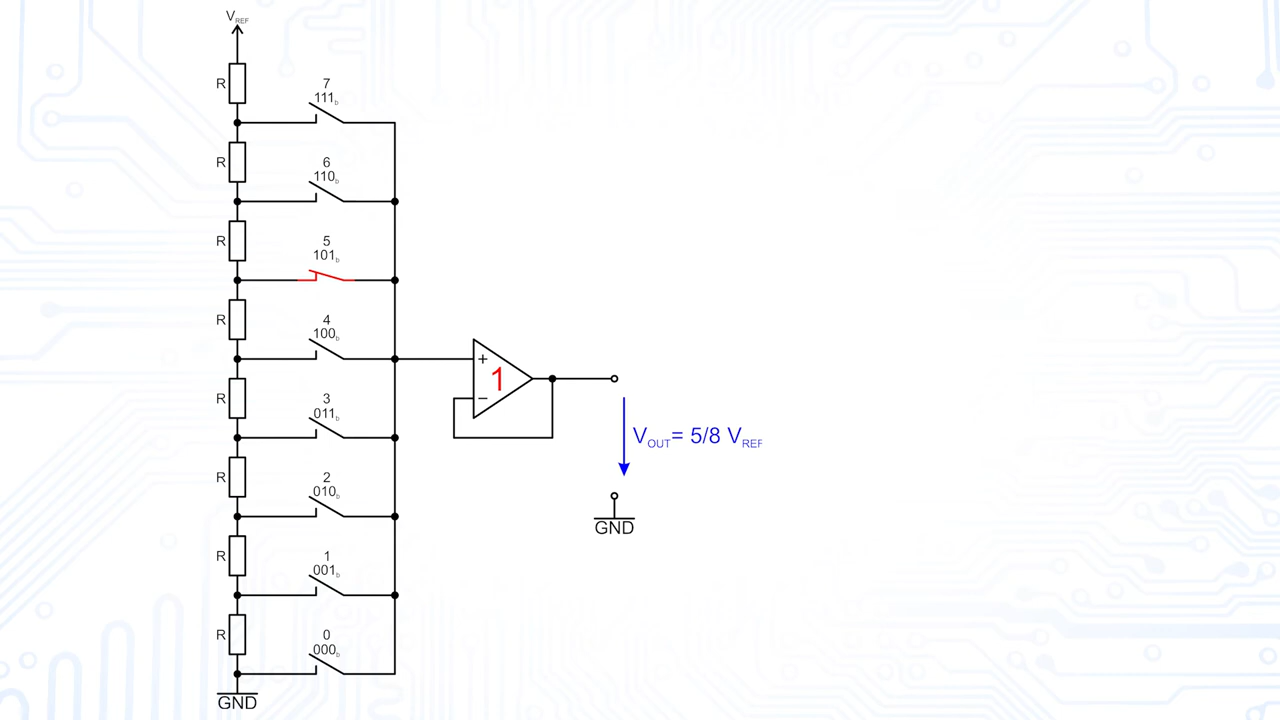 VREF
R
7
111b
R
6
110b
R
5
101b
R
4
100b
+
1
−
R
3
011b
VOUT= 5/8 VREF
R
2
010b
GND
R
1
001b
R
0
000b
GND